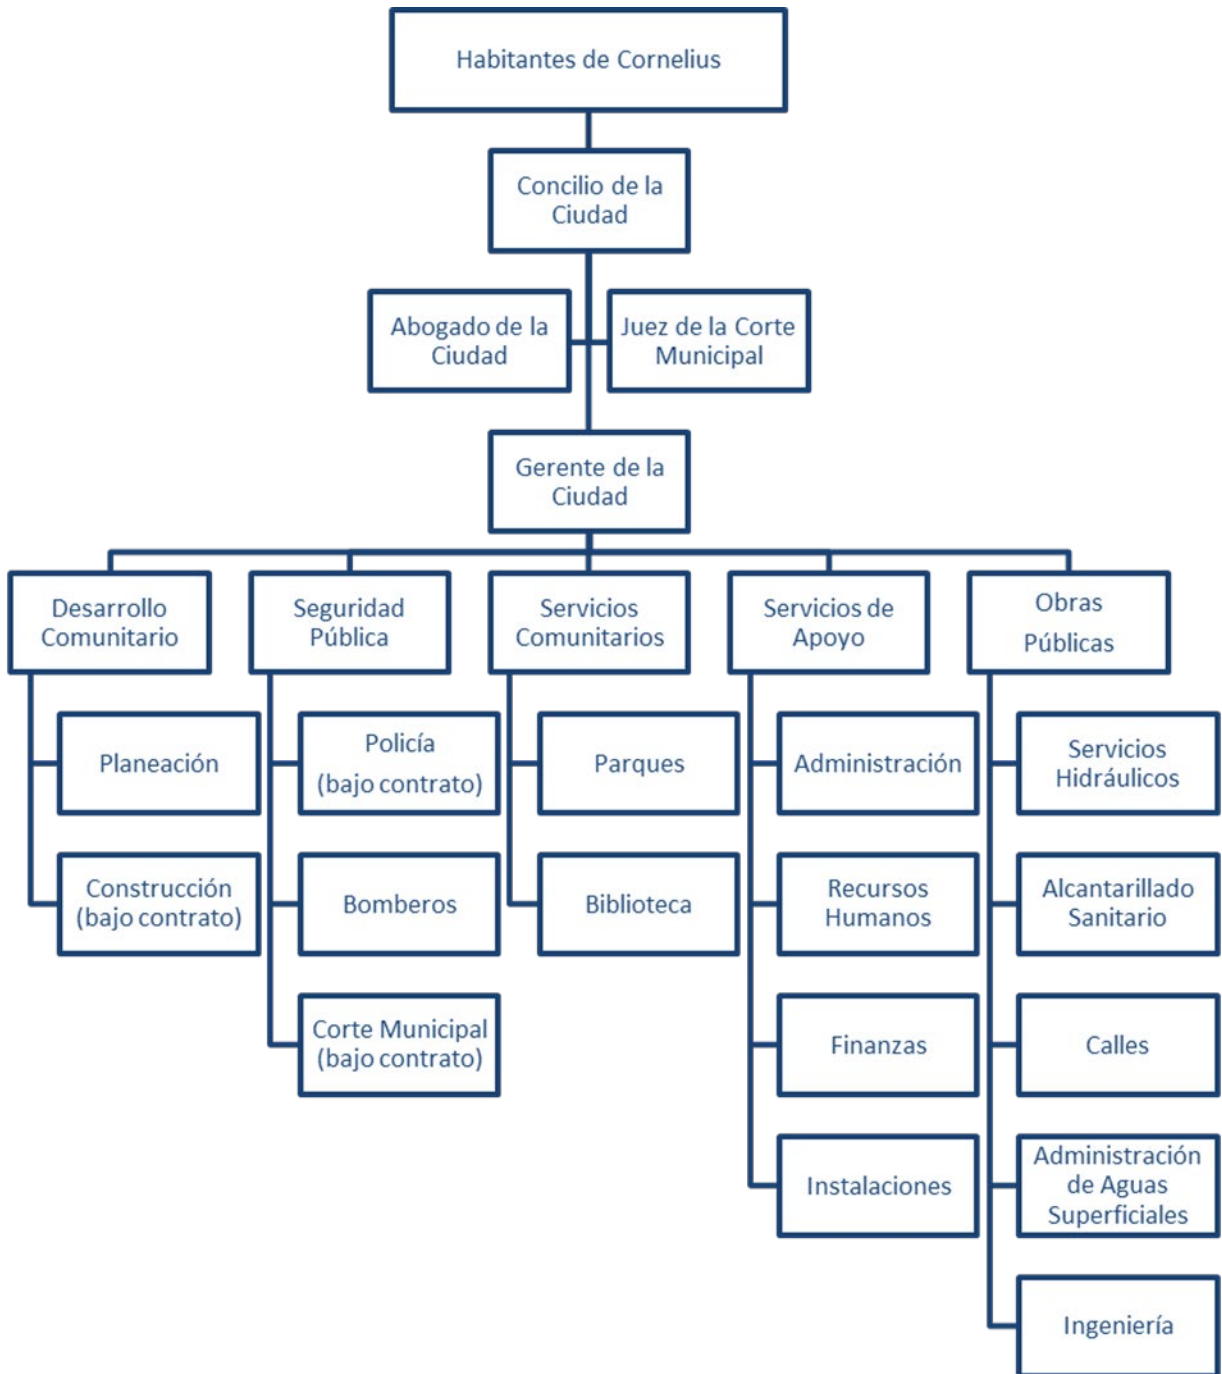 Habitantes de Cornelius
Concilio de la
Ciudad
Abogado de la
Ciudad
Juez de la Corte
Municipal
Gerente de la
Ciudad
Desarrollo
Comunitario
Seguridad
Pública
Servicios
Comunitarios
Servicios de
Apoyo
Obras
Públicas
Planeación
Construcción
(bajo contrato)
Policía
(bajo contrato)
Bomberos
Corte Municipal
(bajo contrato)
Parques
Biblioteca
Administración
Recursos
Humanos
Finanzas
Instalaciones
Servicios
Hidráulicos
Alcantarillado
Sanitario
Calles
Administración
de Aguas
Superficiales
Ingeniería